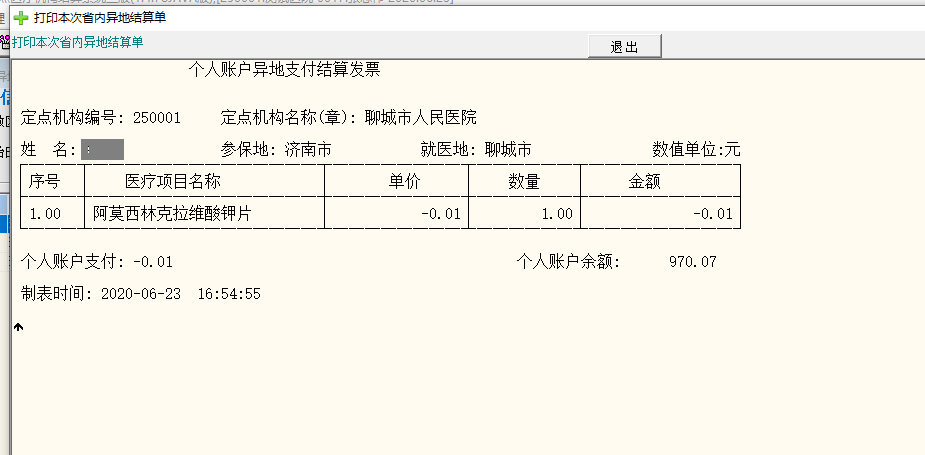 打印本次省内异地结算单
打印本次省内异地结算单
退出
个人账户异地支付结算发票
定点机构编号: 250001 定点机构名称(章): 聊城市人民医院
姓 名: 参保地: 济南市 就医地: 聊城市 数值单位:元
序号 医疗项目名称 单价 数量 金额
1.00 阿莫西林克拉维酸钾片 -0.01 1.00 -0.01
个人账户支付: -0.01 个人账户余额: 970.07
制表时间: 2020-06-23 16:54:55